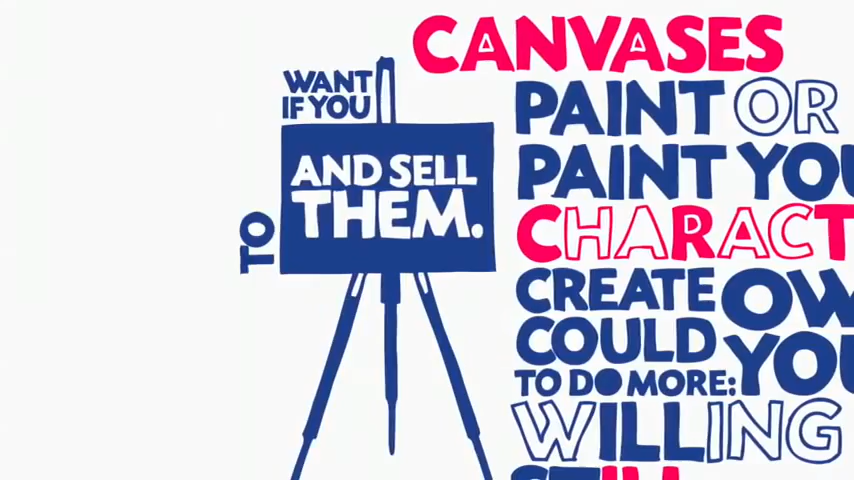 CANVASES
WANT
IF YOU
AND SELL
THEM.
TO
PAINT OR
PAINT YOU
CHARACT
CREATE OW
COULD YOU
TO DO MORE:
WILLING
STILL